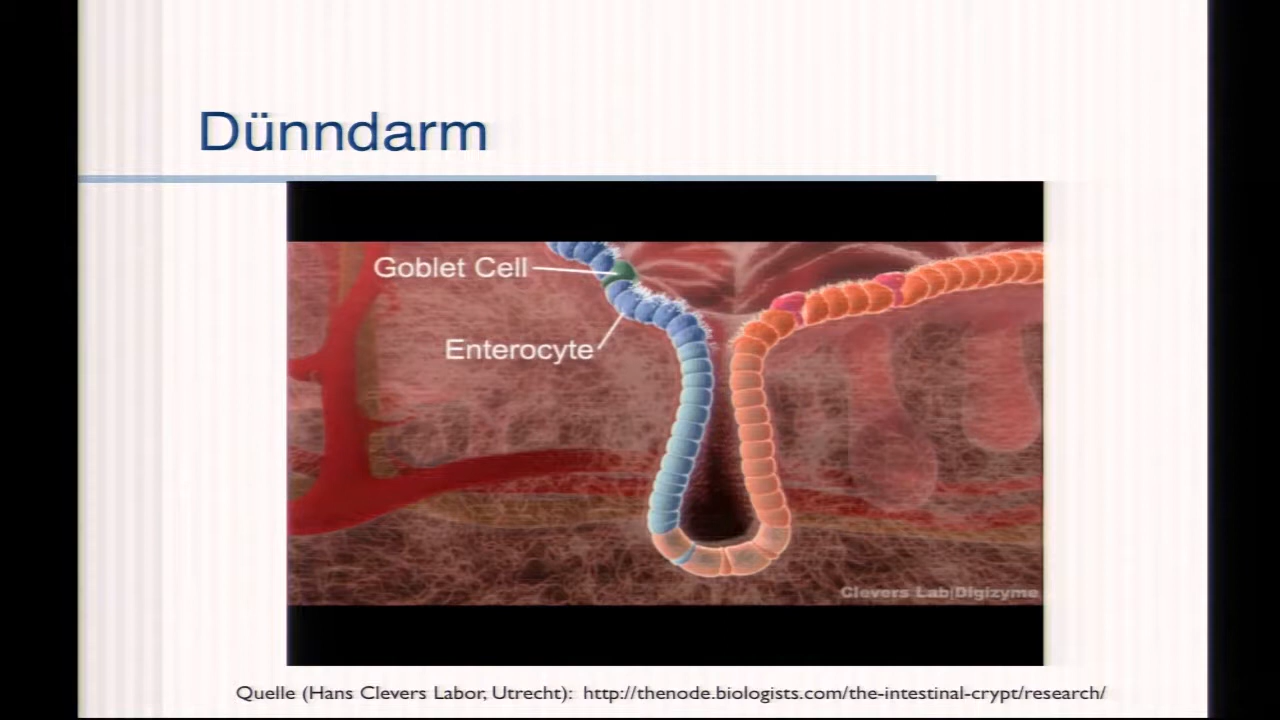 Dünndarm
Goblet Cell
Enterocyte
Clevers Lab|Digizyme
Quelle (Hans Clevers Labor, Utrecht): http://thenode.biologists.com/the-intestinal-crypt/research/